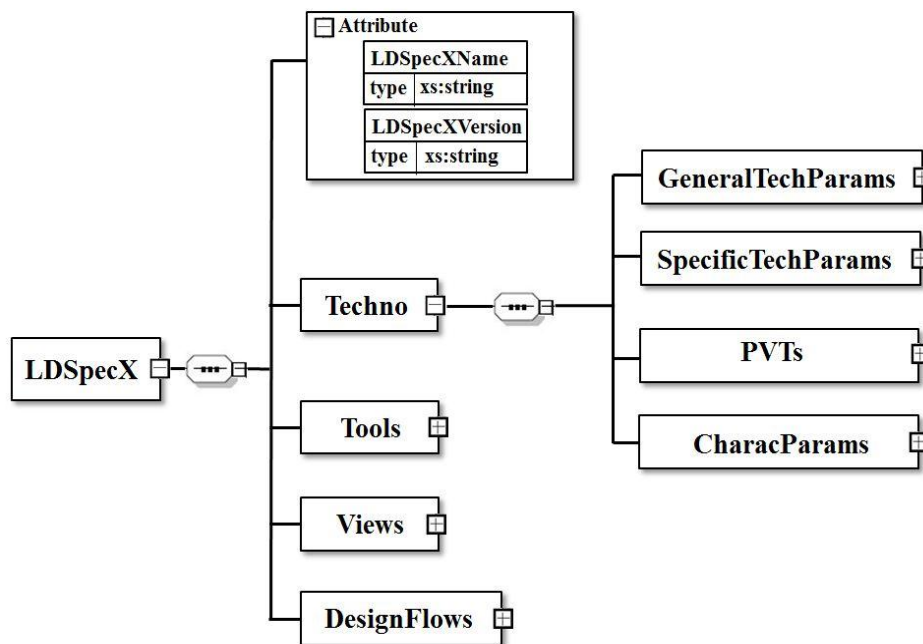 Attribute
LDSpecXName
type xs:string
LDSpecXVersion
type xs:string
GeneralTechParams
SpecificTechParams
Techno
PVTs
LDSpecX
CharacParams
Tools
Views
DesignFlows